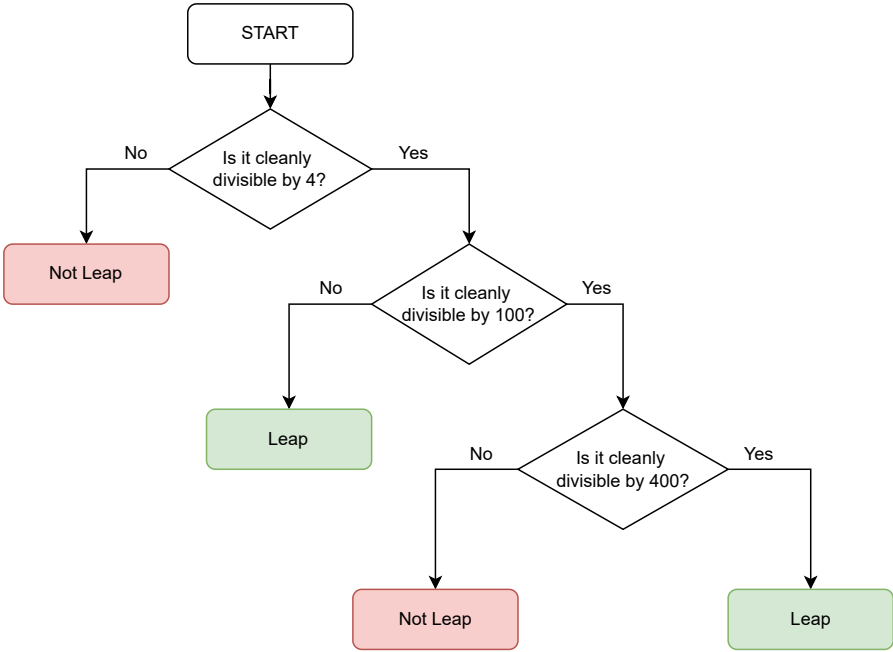 START
No
Yes
Is it cleanly
divisible by 4?
Not Leap
No
Yes
Is it cleanly
divisible by 100?
Leap
No
Yes
Is it cleanly
divisible by 400?
Not Leap
Leap